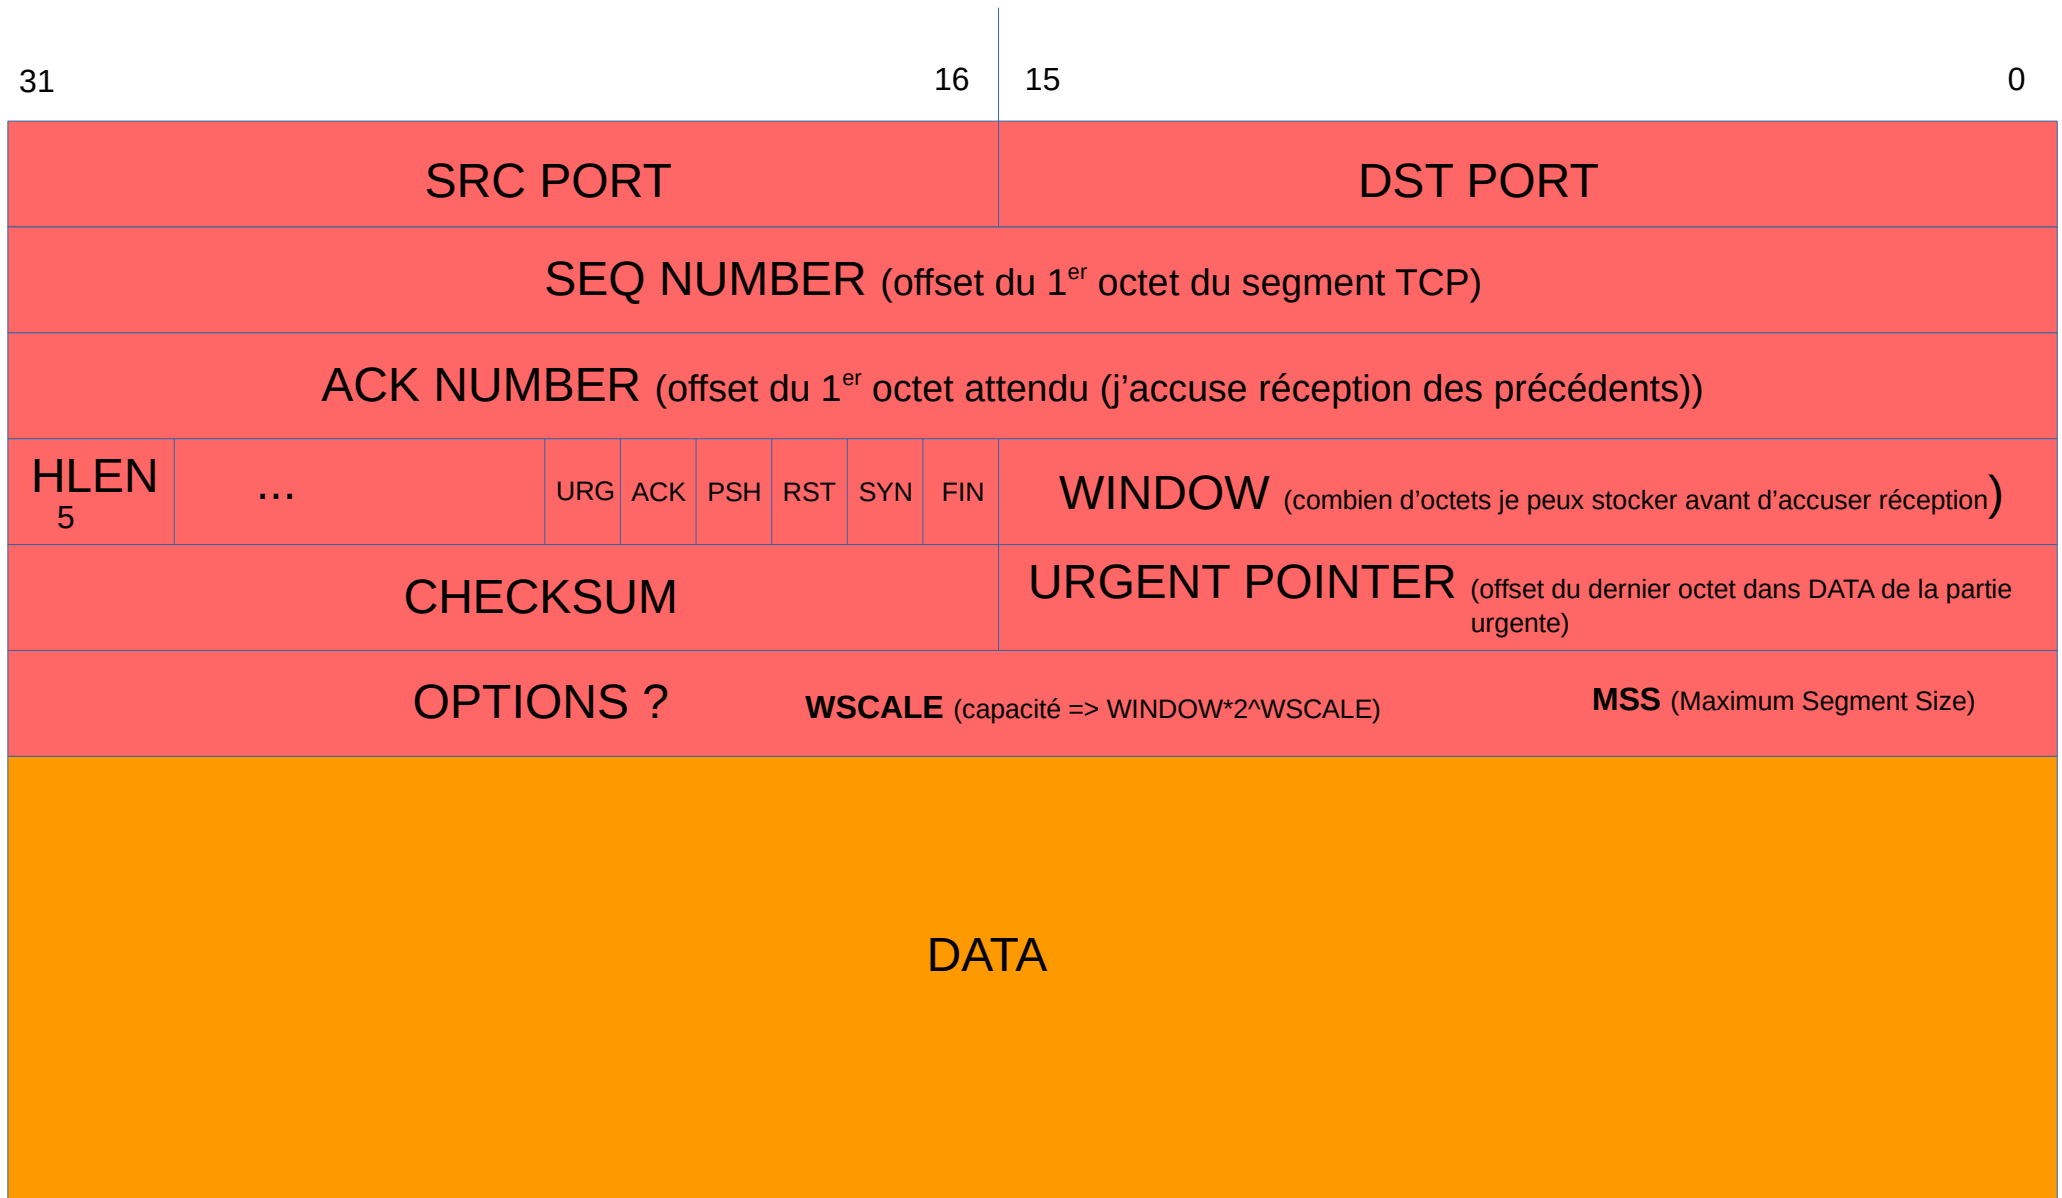 31 16 15 0
SRC PORT DST PORT
SEQ NUMBER (offset du 1er octet du segment TCP)
ACK NUMBER (offset du 1er octet attendu (j’accuse réception des précédents))
HLEN ... URG ACK PSH RST SYN FIN WINDOW (combien d’octets je peux stocker avant d’accuser réception)
5
CHECKSUM URGENT POINTER (offset du dernier octet dans DATA de la partie
urgente)
OPTIONS ? WSCALE (capacité => WINDOW*2^WSCALE) MSS (Maximum Segment Size)
DATA